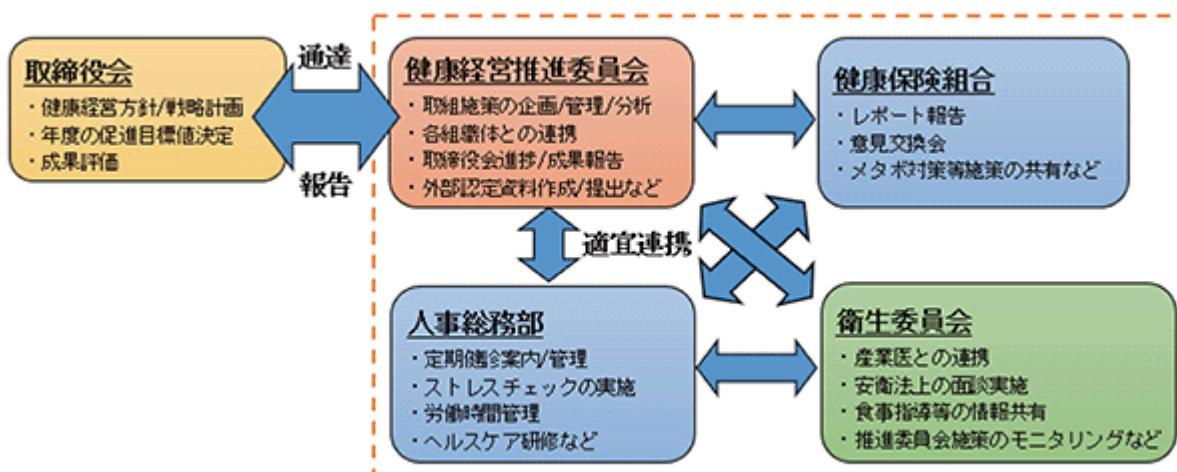 取締役会
・健康経営方針/戦略計画
・年度の促進目標値決定
・成果評価
通達
報告
健康経営推進委員会
・取組施策の企画/管理/分析
・各組織体との連携
・取締役会進捗/成果報告
・外部認定資料作成/提出など
健康保険組合
・レポート報告
・意見交換会
・メタボ対策等施策の共有など
適宜連携
人事総務部
・定期健診案内/管理
・ストレスチェックの実施
・労働時間管理
・ヘルスケア研修など
衛生委員会
・産業医との連携
・安衛法上の面談実施
・食事指導等の情報共有
・推進委員会施策のモニタリングなど